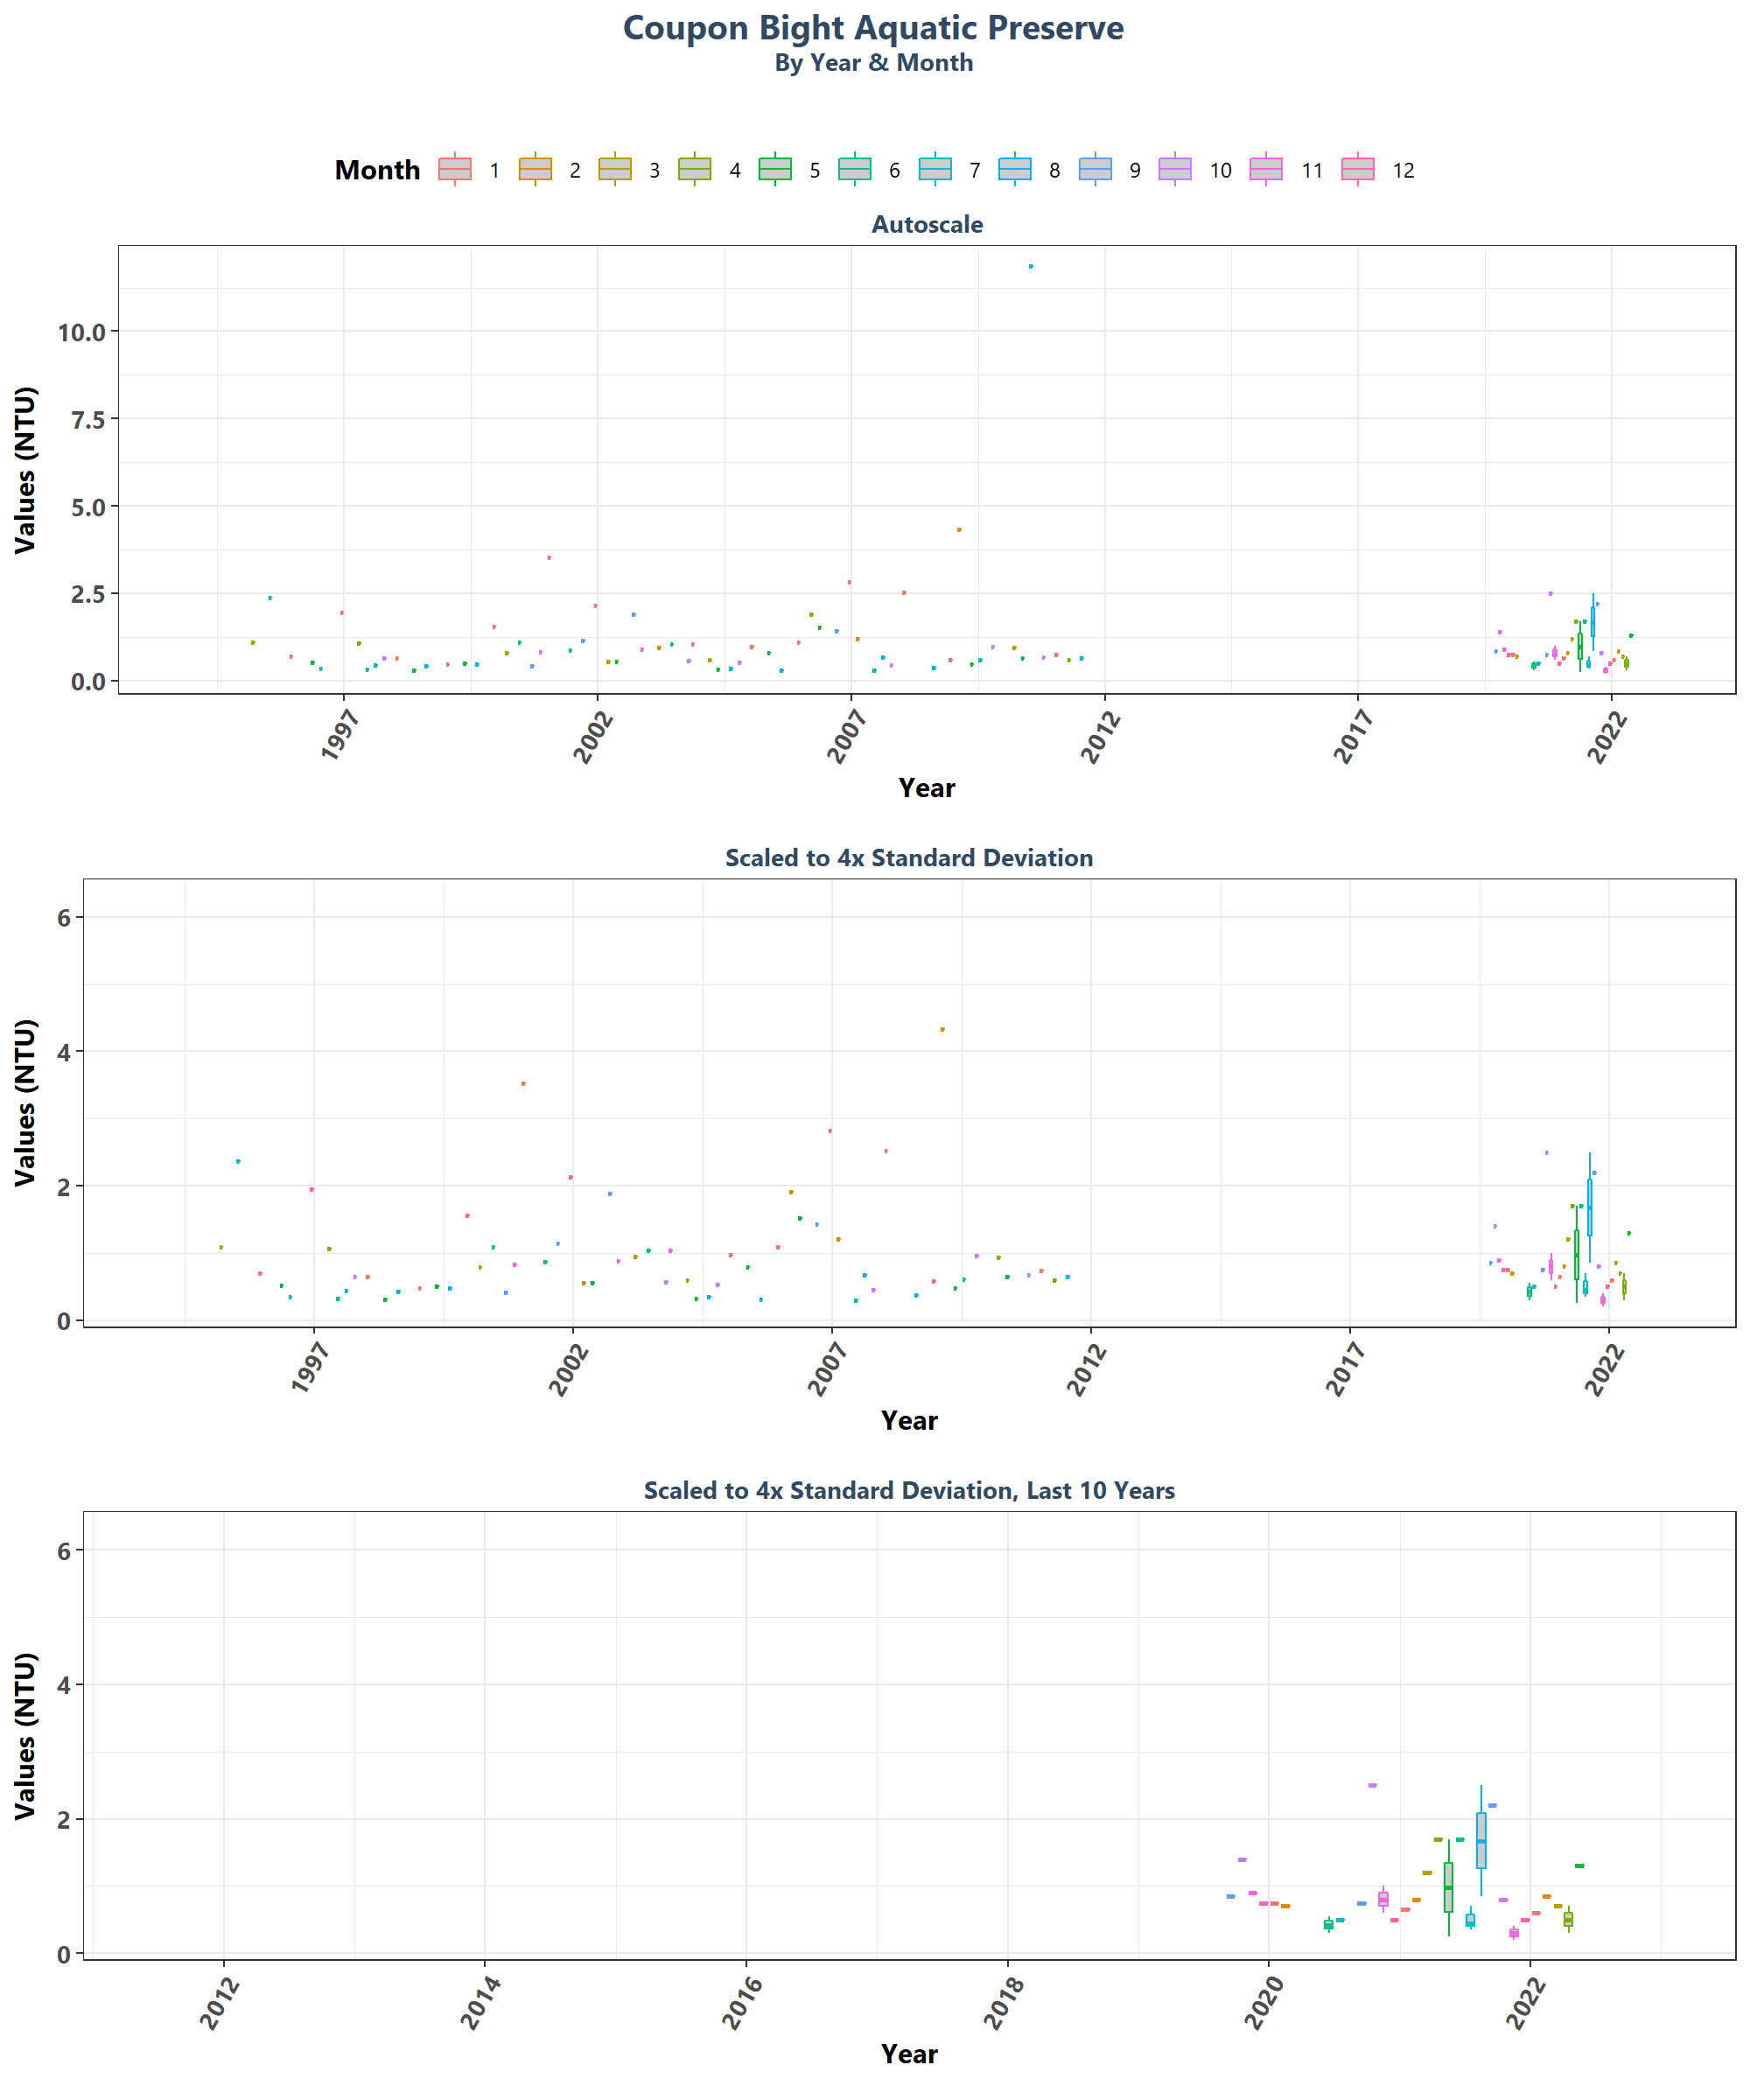 Coupon Bight Aquatic Preserve
By Year & Month
Month 1 2 3 4 5 6 7 8 9 10 11 12
Autoscale
Values (NTU)
10.0
7.5
5.0
2.5
0.0
1997 2002 2007 2012 2017 2022
Year
Scaled to 4x Standard Deviation
Values (NTU)
6
4
2
0
1997 2002 2007 2012 2017 2022
Year
Scaled to 4x Standard Deviation, Last 10 Years
Values (NTU)
6
4
2
0
2012 2014 2016 2018 2020 2022
Year